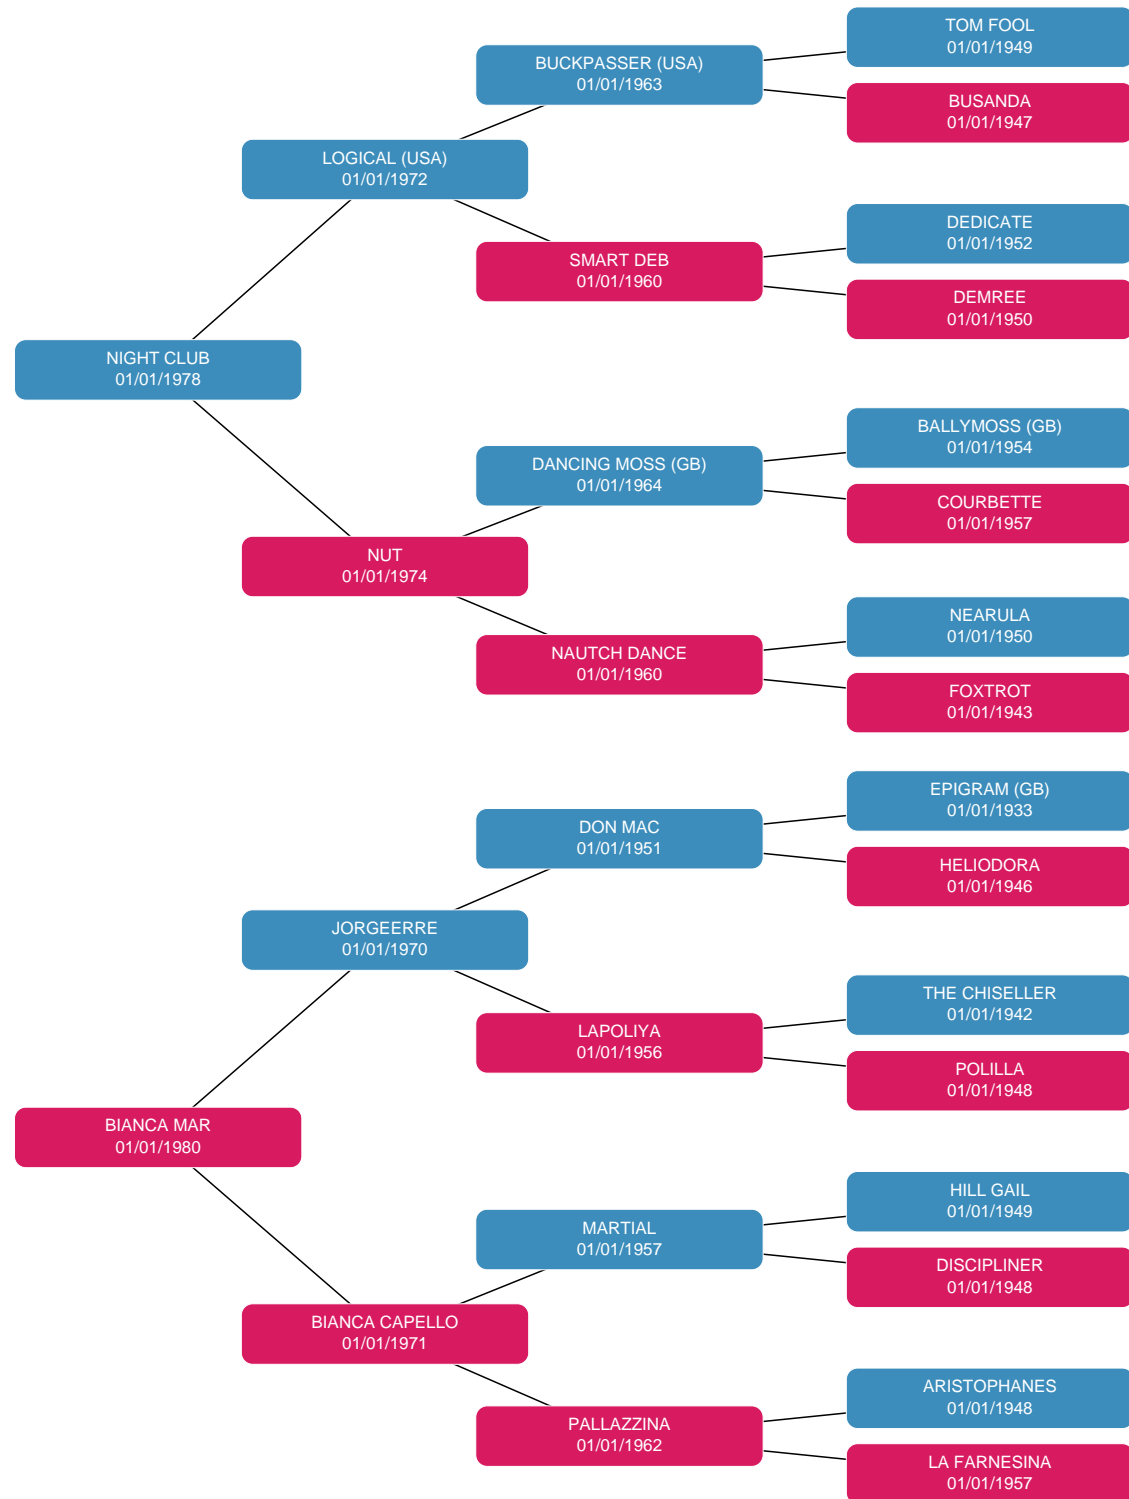 TOM FOOL
01/01/1949
BUCKPASSER (USA)
01/01/1963
BUSANDA
01/01/1947
LOGICAL (USA)
01/01/1972
DEDICATE
01/01/1952
SMART DEB
01/01/1960
DEMREE
01/01/1950
NIGHT CLUB
01/01/1978
BALLYMOSS (GB)
01/01/1954
DANCING MOSS (GB)
01/01/1964
COURBETTE
01/01/1957
NUT
01/01/1974
NEARULA
01/01/1950
NAUTCH DANCE
01/01/1960
FOXTROT
01/01/1943
EPIGRAM (GB)
01/01/1933
DON MAC
01/01/1951
HELIODORA
01/01/1946
JORGEERRE
01/01/1970
THE CHISELLER
01/01/1942
LAPOLIYA
01/01/1956
POLILLA
01/01/1948
BIANCA MAR
01/01/1980
HILL GAIL
01/01/1949
MARTIAL
01/01/1957
DISCIPLINER
01/01/1948
BIANCA CAPELLO
01/01/1971
ARISTOPHANES
01/01/1948
PALLAZZINA
01/01/1962
LA FARNESINA
01/01/1957